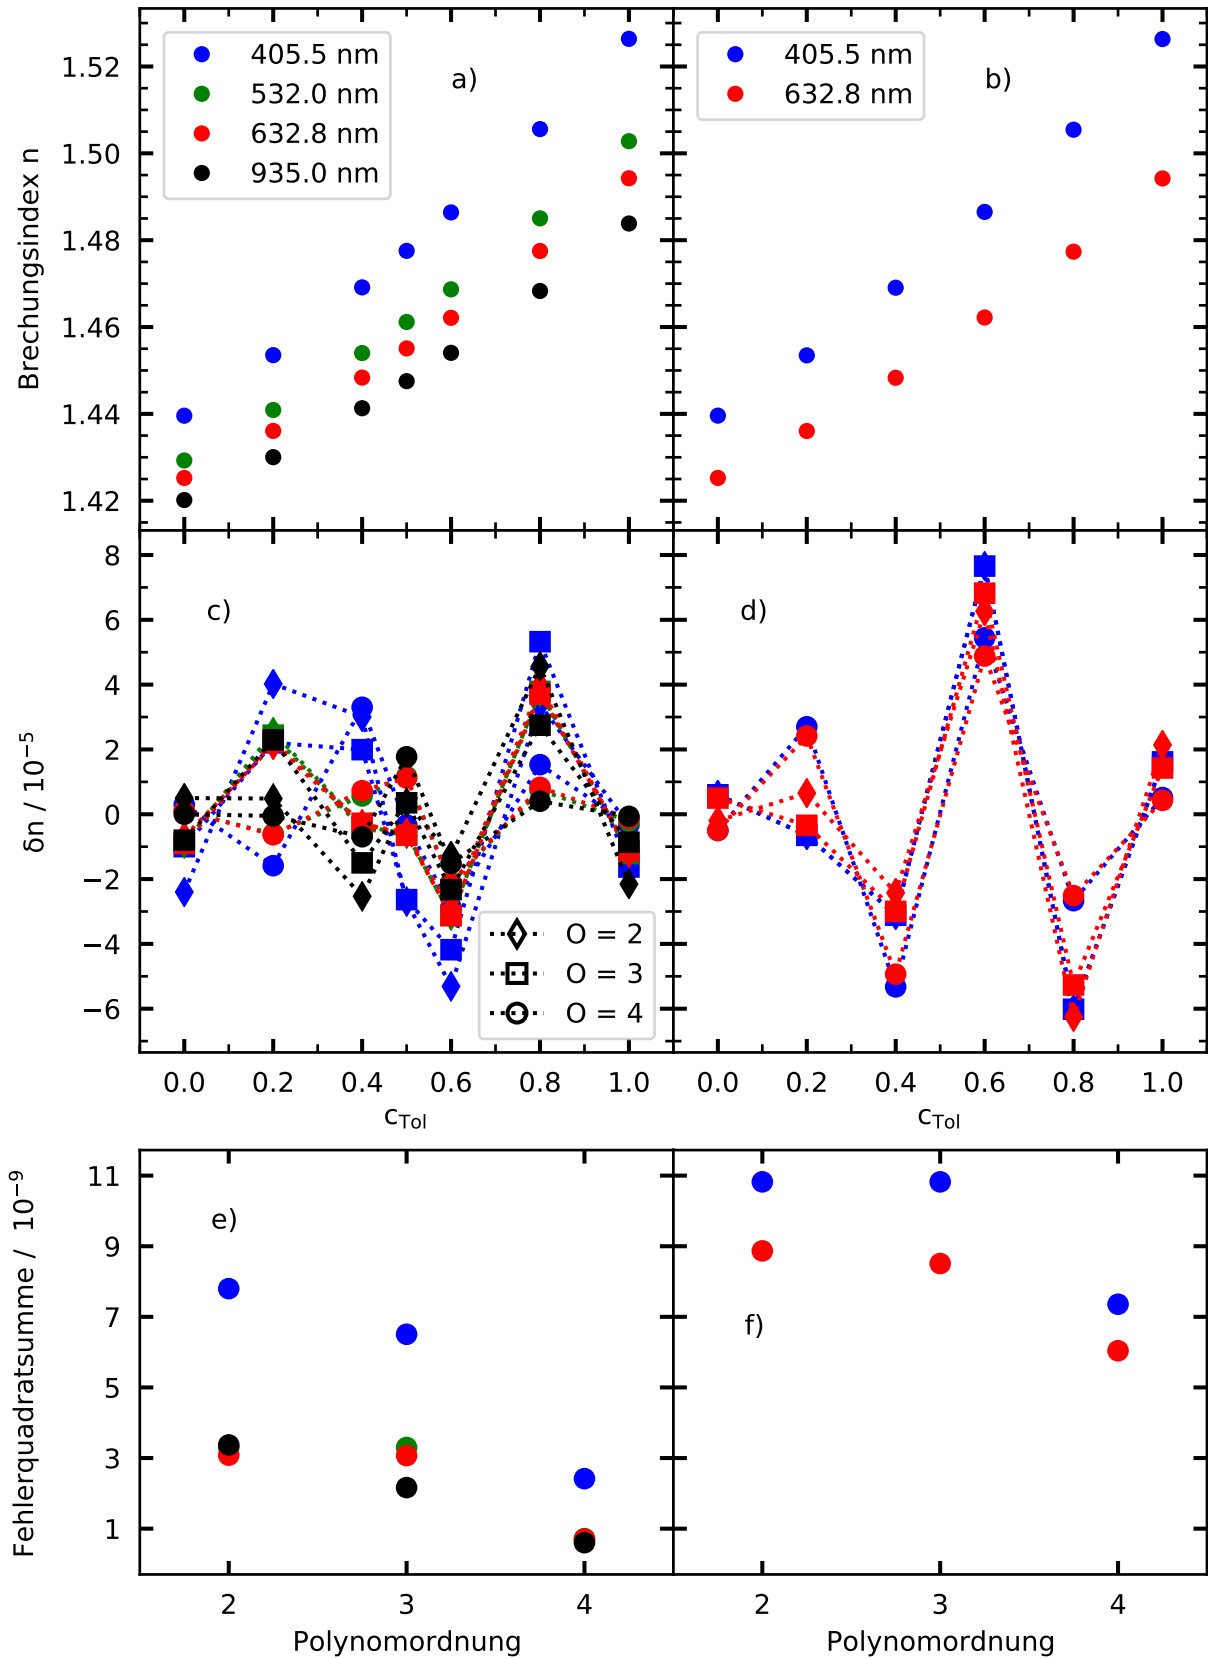 405.5 nm
532.0 nm
632.8 nm
935.0 nm
a)
405.5 nm
632.8 nm
b)
1.52
1.50
1.48
1.46
1.44
1.42
Brechungsindex n
c)
d)
8
6
4
2
0
−2
−4
−6
δn / 10⁻⁵
O = 2
O = 3
O = 4
0.0 0.2 0.4 0.6 0.8 1.0
0.0 0.2 0.4 0.6 0.8 1.0
c_Tol
c_Tol
e)
f)
11
9
7
5
3
1
Fehlerquadratsumme / 10⁻⁹
2 3 4
2 3 4
Polynomordnung
Polynomordnung